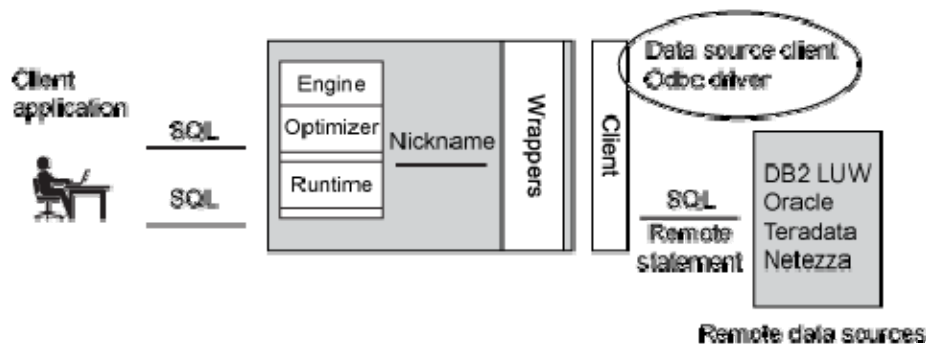 Client
application
SQL
SQL
Engine
Optimizer
Runtime
Nickname
Wrappers
Client
Data source client
Odbc driver
SQL
Remote
statement
DB2 LUW
Oracle
Teradata
Netezza
Remote data sources